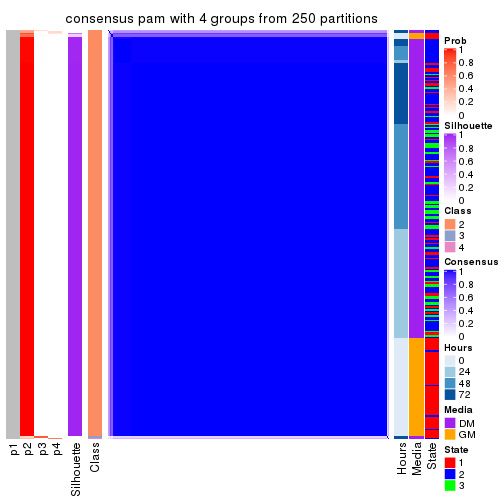 consensus pam with 4 groups from 250 partitions
p1
p2
p3
p4
Silhouette
Class
Hours
Media
State
Prob
1
0.8
0.6
0.4
0.2
0
Silhouette
1
0.8
0.6
0.4
0.2
0
Class
2
3
4
Consensus
1
0.8
0.6
0.4
0.2
0
Hours
0
24
48
72
Media
DM
GM
State
1
2
3